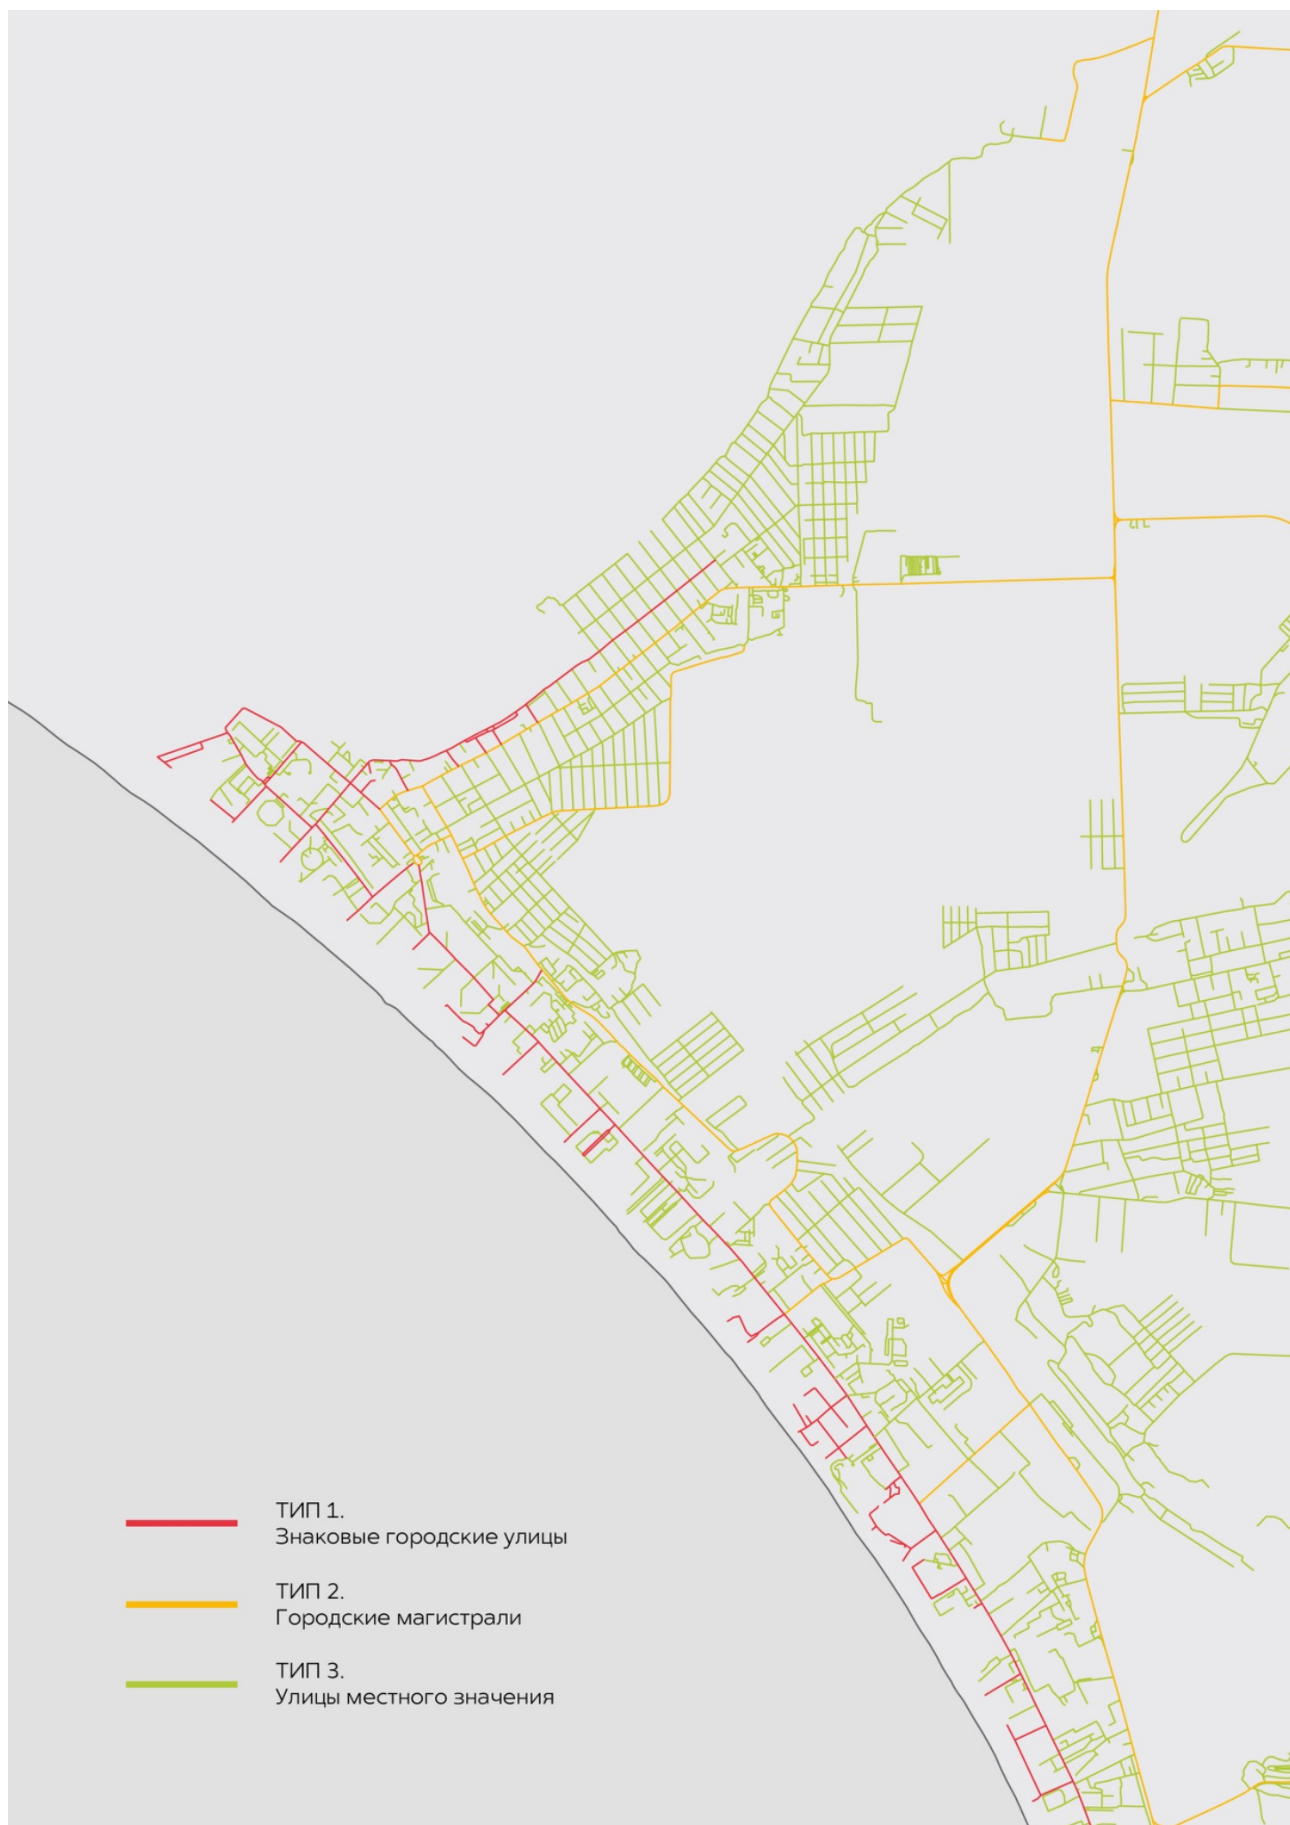 ТИП 1.
Знаковые городские улицы
ТИП 2.
Городские магистрали
ТИП 3.
Улицы местного значения